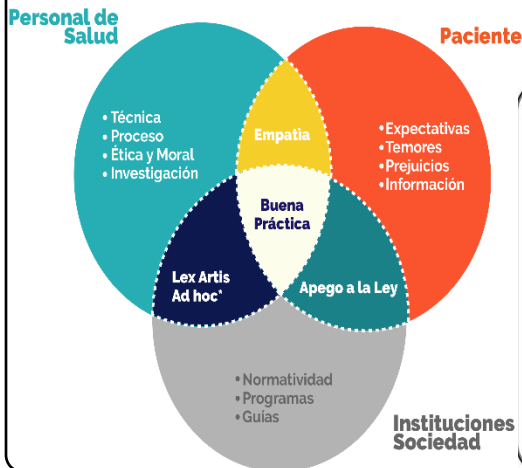 Personal de
Salud
Paciente
• Técnica
• Proceso
• Ética y Moral
• Investigación
Empatia
• Expectativas
• Temores
• Prejuicios
• Información
Buena
Práctica
Lex Artis
Ad hoc*
Apego a la Ley
• Normatividad
• Programas
• Guías
Instituciones
Sociedad